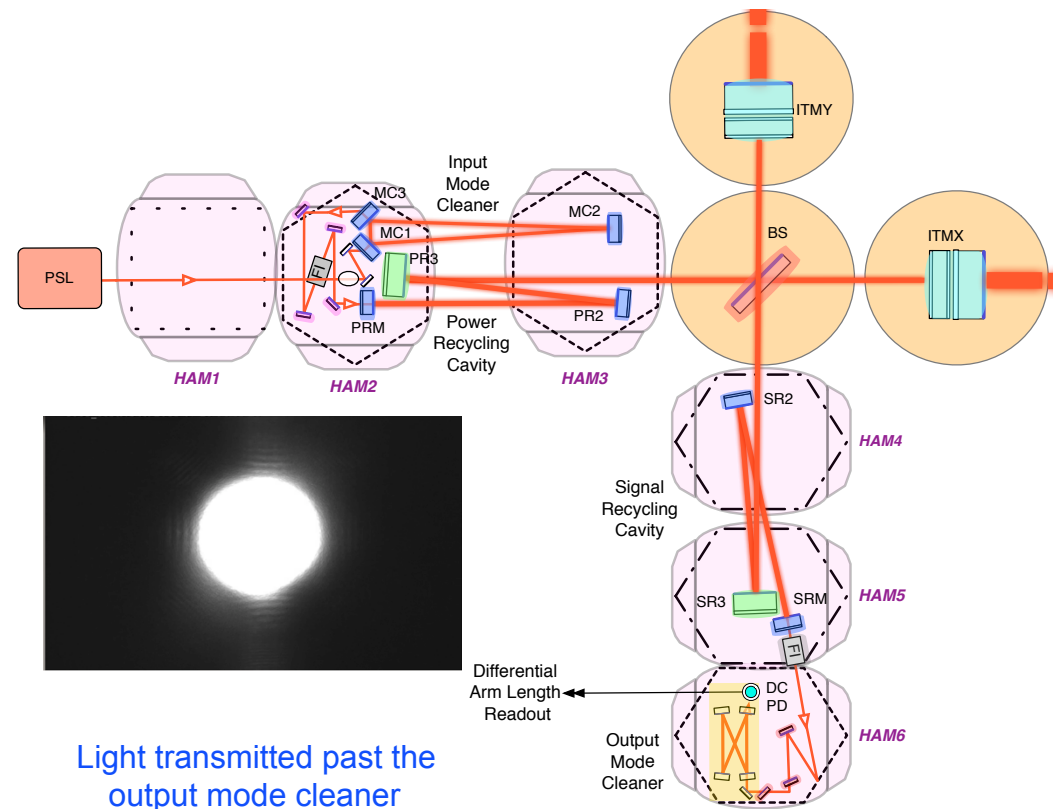 ITMY
Input
Mode
Cleaner
MC3
MC1
MC2
BS
ITMX
PSL
FI
PR3
PRM
PR2
Power
Recycling
Cavity
HAM1
HAM2
HAM3
SR2
HAM4
Signal
Recycling
Cavity
SR3
SRM
HAM5
FI
Differential
Arm Length
Readout
DC
PD
HAM6
Output
Mode
Cleaner
Light transmitted past the
output mode cleaner